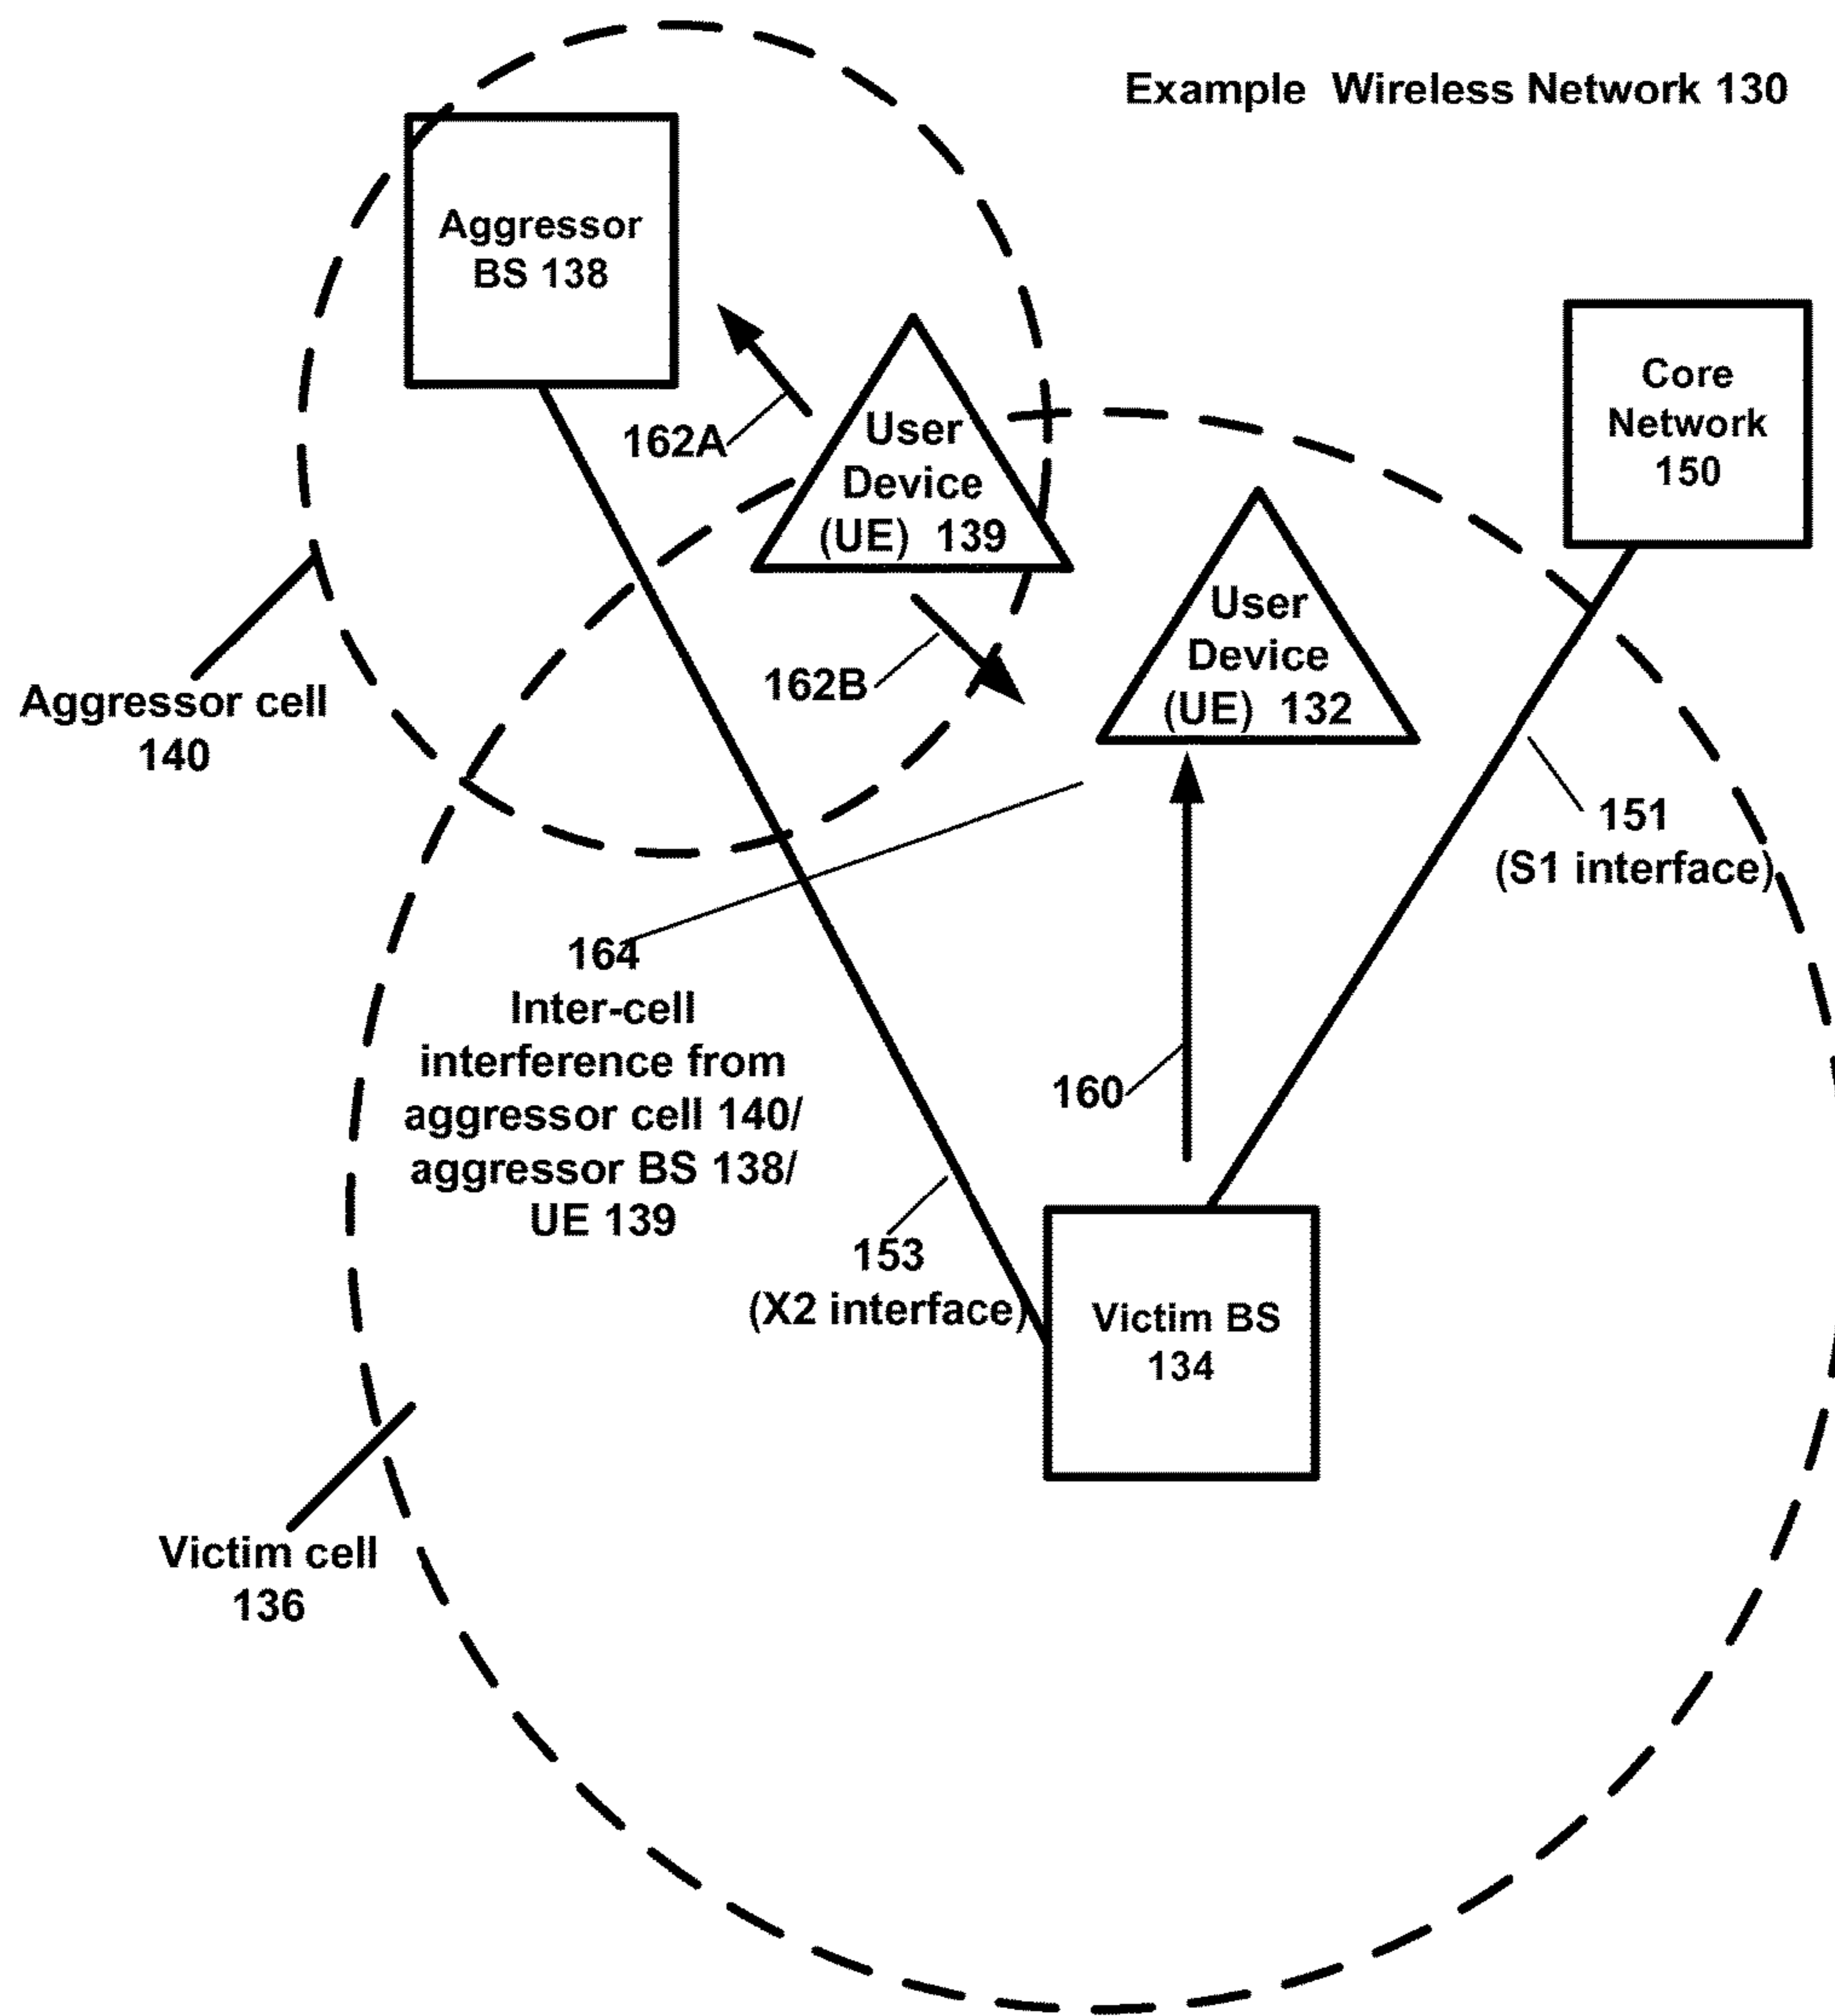 Example Wireless Network 130
Aggressor
BS 138
Core
Network
150
162A
User
Device
(UE) 139
User
Device
(UE) 132
162B
Aggressor cell
140
151
(S1 interface)
164
Inter-cell
interference from
aggressor cell 140/
aggressor BS 138/
UE 139
160
153
(X2 interface)
Victim BS
134
Victim cell
136